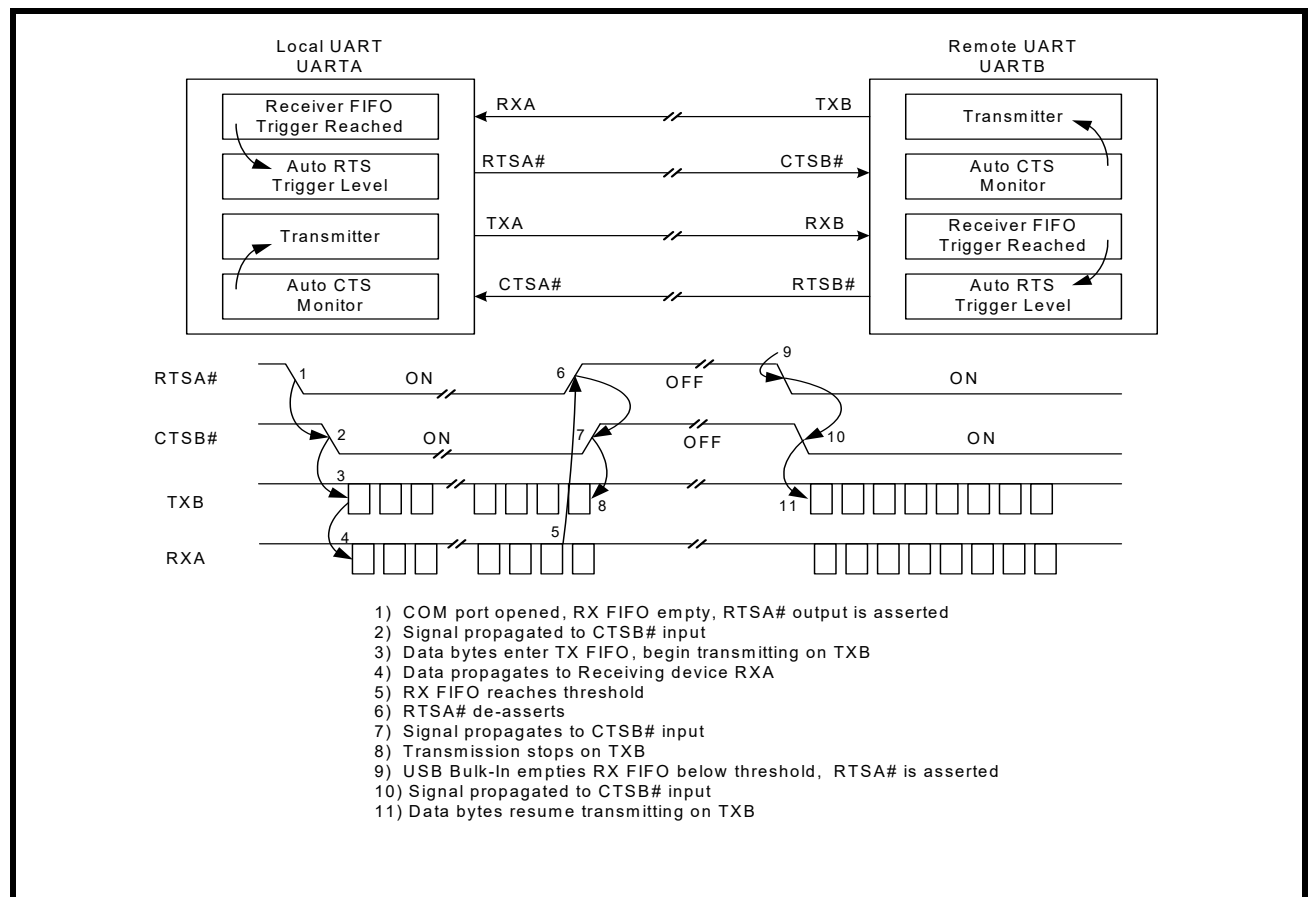 Local UART
UARTA
Remote UART
UARTB
Receiver FIFO
Trigger Reached
Auto RTS
Trigger Level
Transmitter
Auto CTS
Monitor
RXA
TXB
RTSA#
CTSB#
TXA
RXB
CTSA#
RTSB#
Transmitter
Auto CTS
Monitor
Receiver FIFO
Trigger Reached
Auto RTS
Trigger Level
RTSA#
1
ON
6
OFF
9
ON
CTSB#
2
ON
7
OFF
10
ON
TXB
3
8
11
RXA
4
5
1) COM port opened, RX FIFO empty, RTSA# output is asserted
2) Signal propagated to CTSB# input
3) Data bytes enter TX FIFO, begin transmitting on TXB
4) Data propagates to Receiving device RXA
5) RX FIFO reaches threshold
6) RTSA# de-asserts
7) Signal propagates to CTSB# input
8) Transmission stops on TXB
9) USB Bulk-In empties RX FIFO below threshold, RTSA# is asserted
10) Signal propagated to CTSB# input
11) Data bytes resume transmitting on TXB